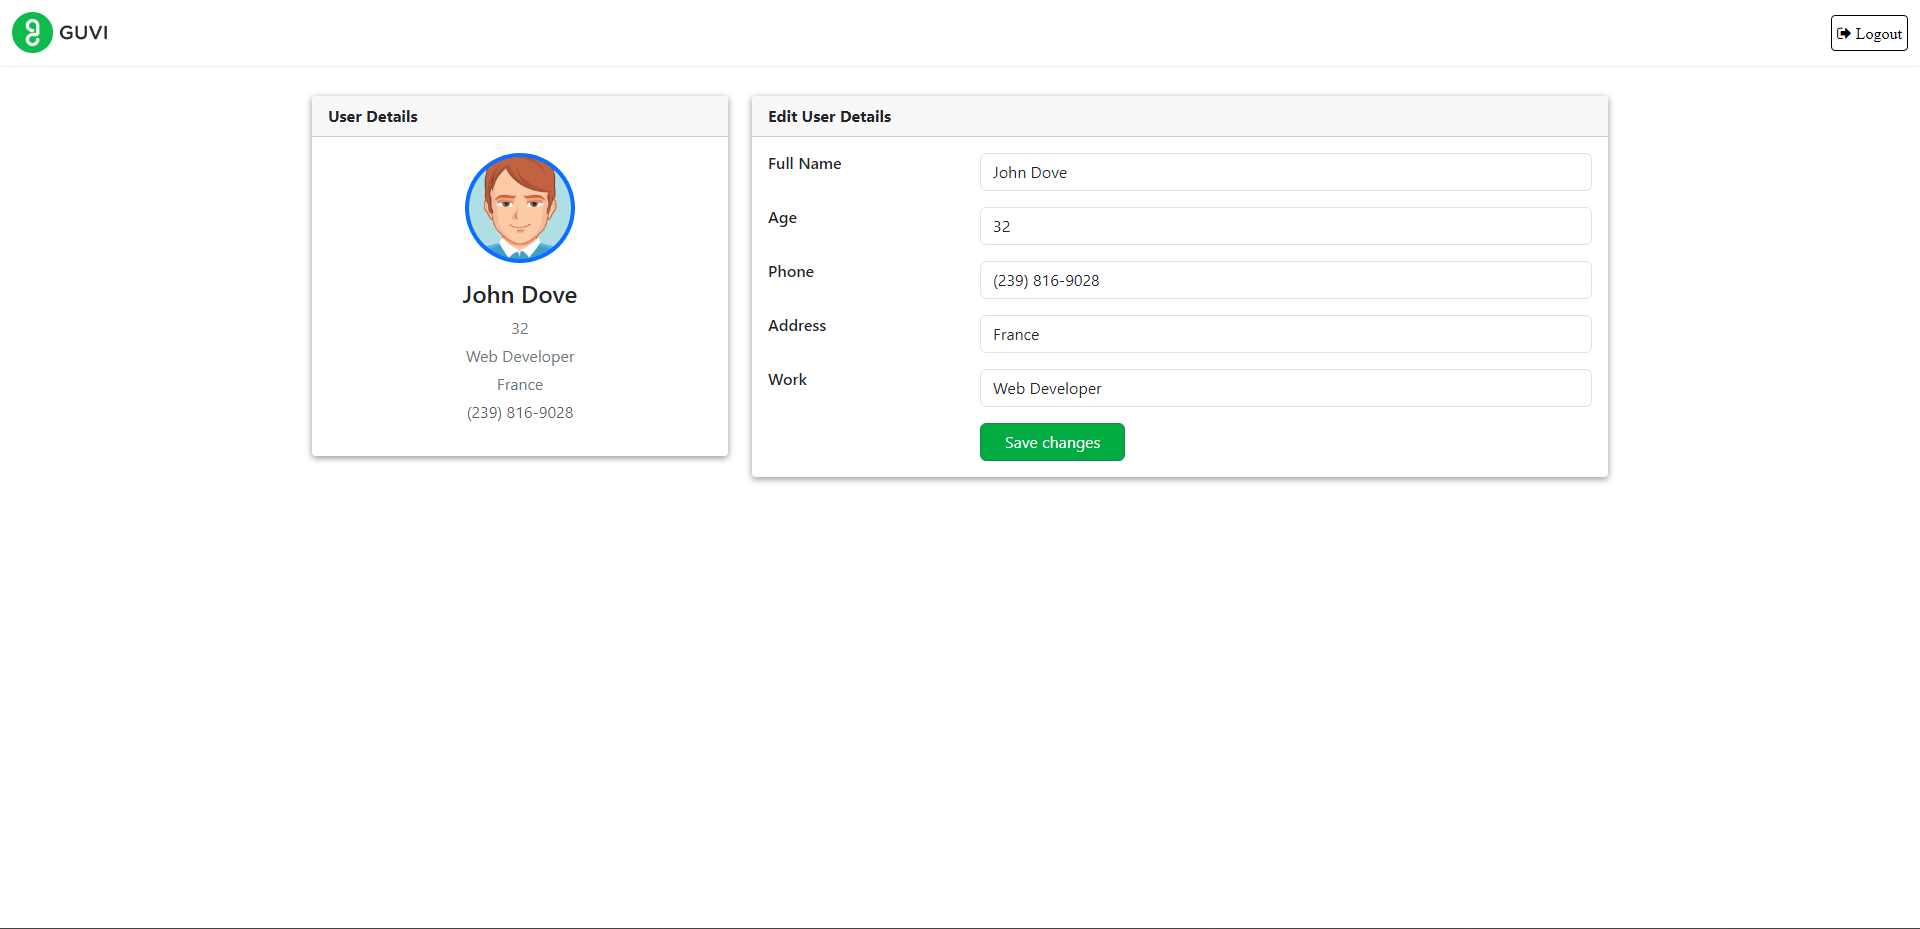 GUVI
Logout
User Details
John Dove
32
Web Developer
France
(239) 816-9028
Edit User Details
Full Name
John Dove
Age
32
Phone
(239) 816-9028
Address
France
Work
Web Developer
Save changes